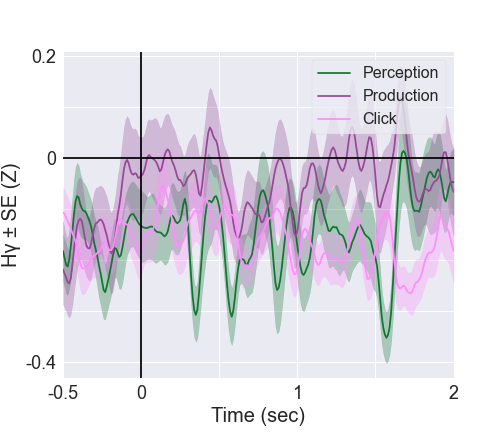 0.2
Perception
Production
Click
0
Hγ ± SE (Z)
-0.4
-0.5
0
1
2
Time (sec)